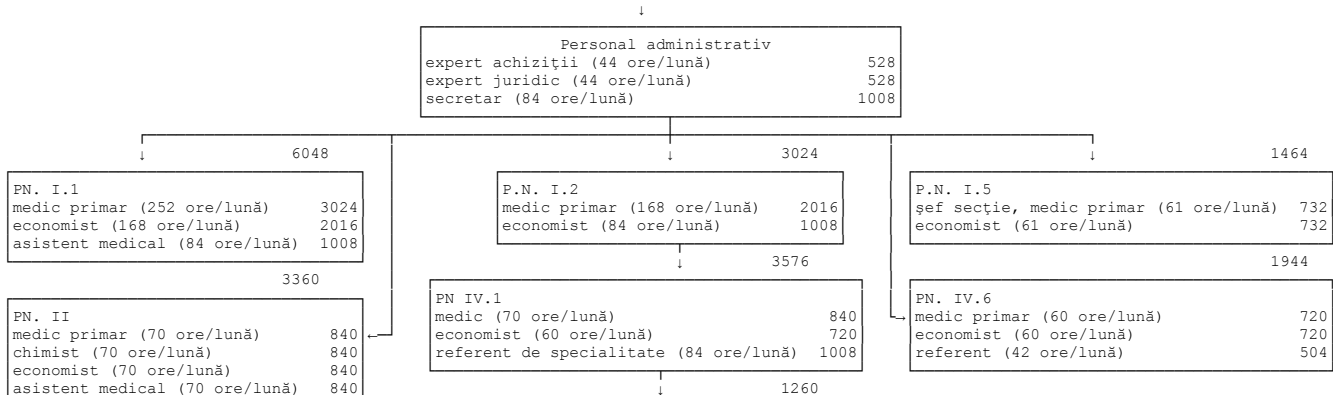 Personal administrativ
expert achiziţii (44 ore/lună) 528
expert juridic (44 ore/lună) 528
secretar (84 ore/lună) 1008
6048
PN. I.1
medic primar (252 ore/lună) 3024
economist (168 ore/lună) 2016
asistent medical (84 ore/lună) 1008
3024
P.N. I.2
medic primar (168 ore/lună) 2016
economist (84 ore/lună) 1008
1464
P.N. I.5
şef secţie, medic primar (61 ore/lună) 732
economist (61 ore/lună) 732
3360
PN. II
medic primar (70 ore/lună) 840
chimist (70 ore/lună) 840
economist (70 ore/lună) 840
asistent medical (70 ore/lună) 840
3576
PN IV.1
medic (70 ore/lună) 840
economist (60 ore/lună) 720
referent de specialitate (84 ore/lună) 1008
1944
PN. IV.6
medic primar (60 ore/lună) 720
economist (60 ore/lună) 720
referent (42 ore/lună) 504
1260